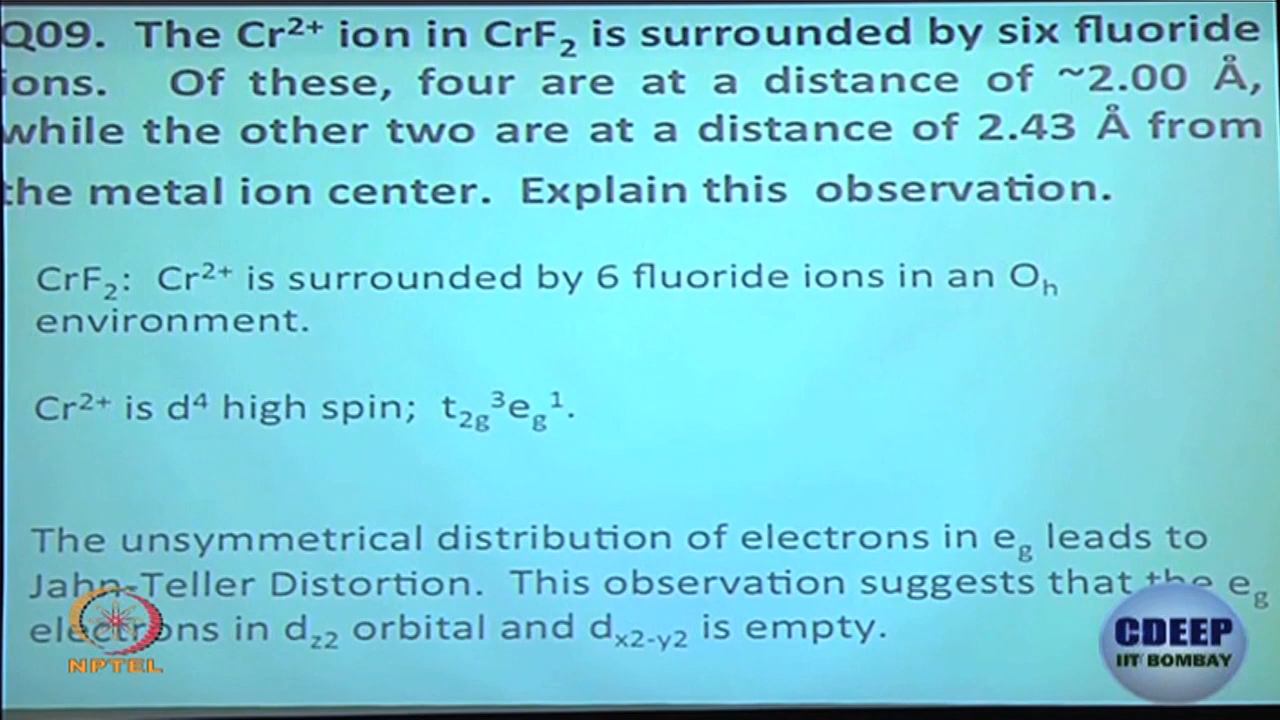 Q09. The Cr²⁺ ion in CrF₂ is surrounded by six fluoride
ions. Of these, four are at a distance of ~2.00 Å,
while the other two are at a distance of 2.43 Å from
the metal ion center. Explain this observation.
CrF₂: Cr²⁺ is surrounded by 6 fluoride ions in an Oₕ
environment.
Cr²⁺ is d⁴ high spin; t₂g³eg¹.
The unsymmetrical distribution of electrons in eg leads to
Jahn-Teller Distortion. This observation suggests that the eg
electrons in dz2 orbital and dx2-y2 is empty.
NPTEL
CDEEP
IIT BOMBAY